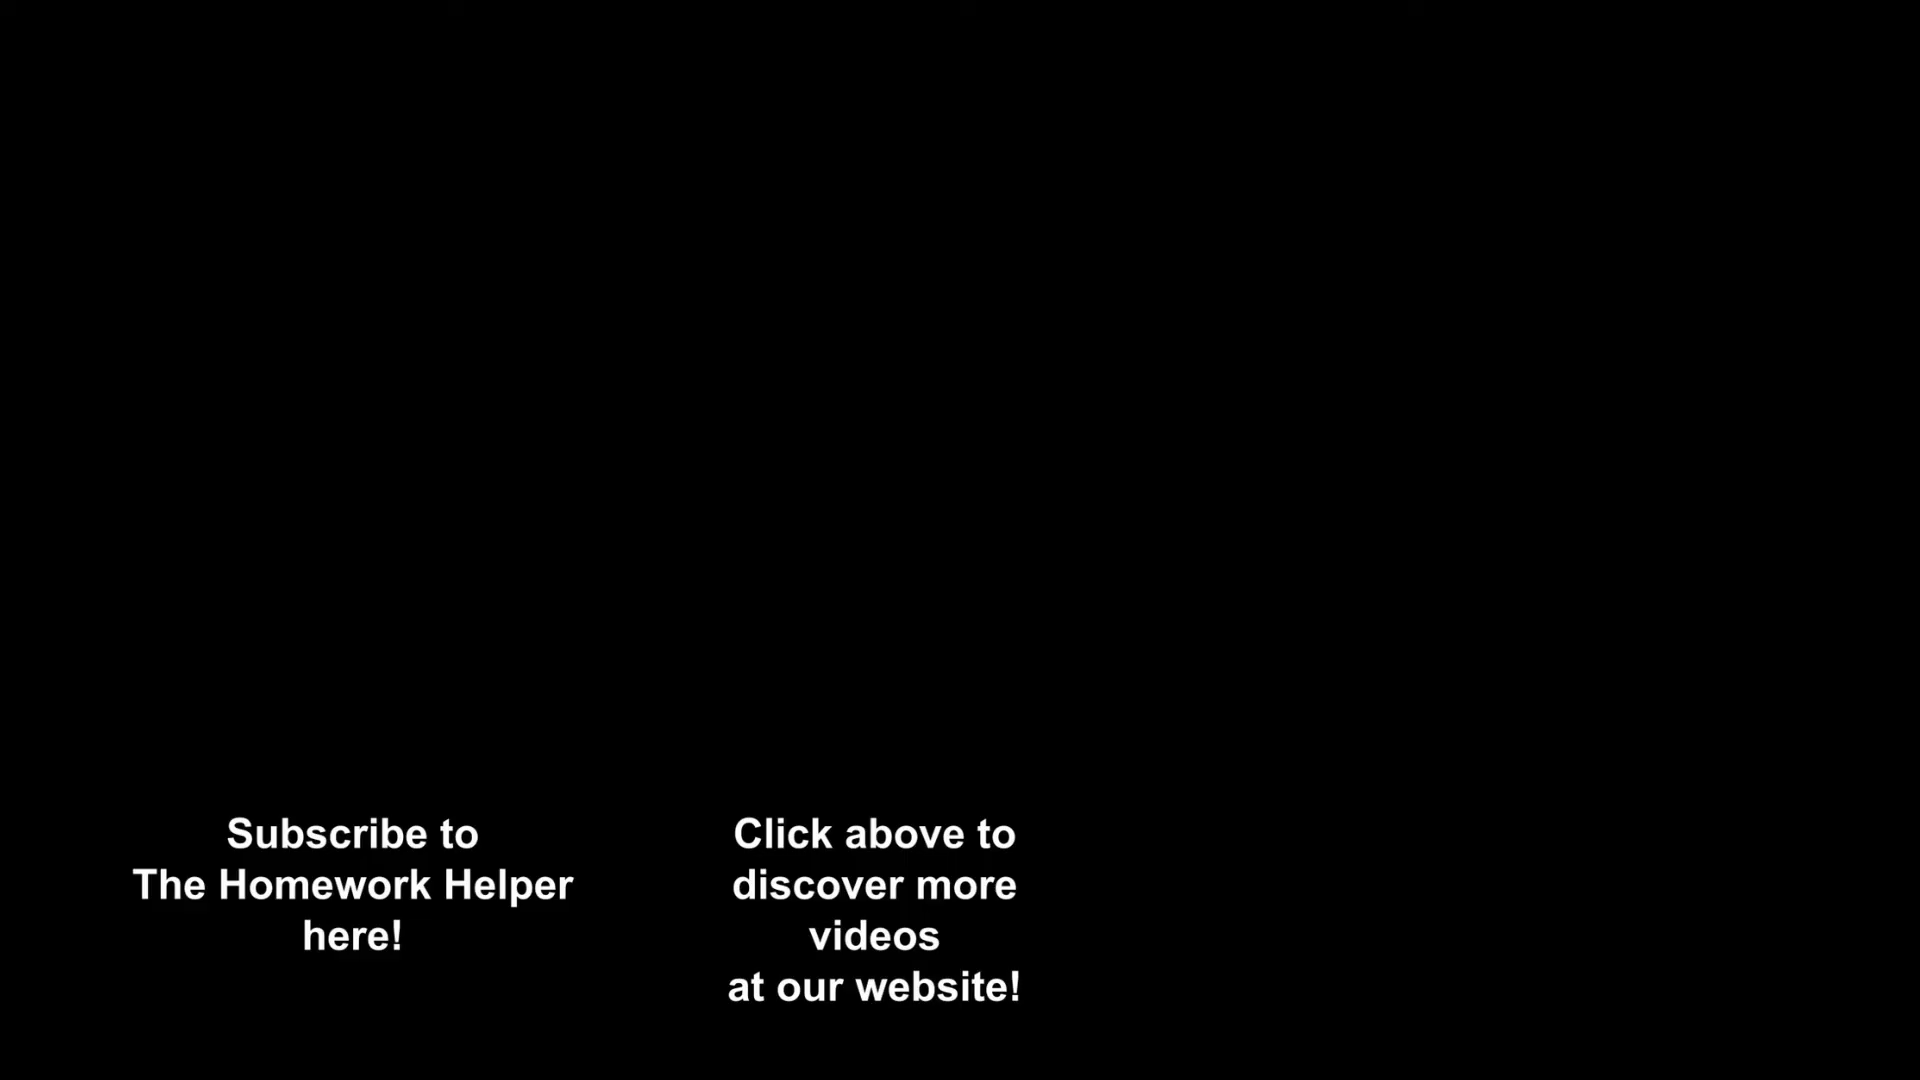 Subscribe to
The Homework Helper
here!
Click above to
discover more
videos
at our website!